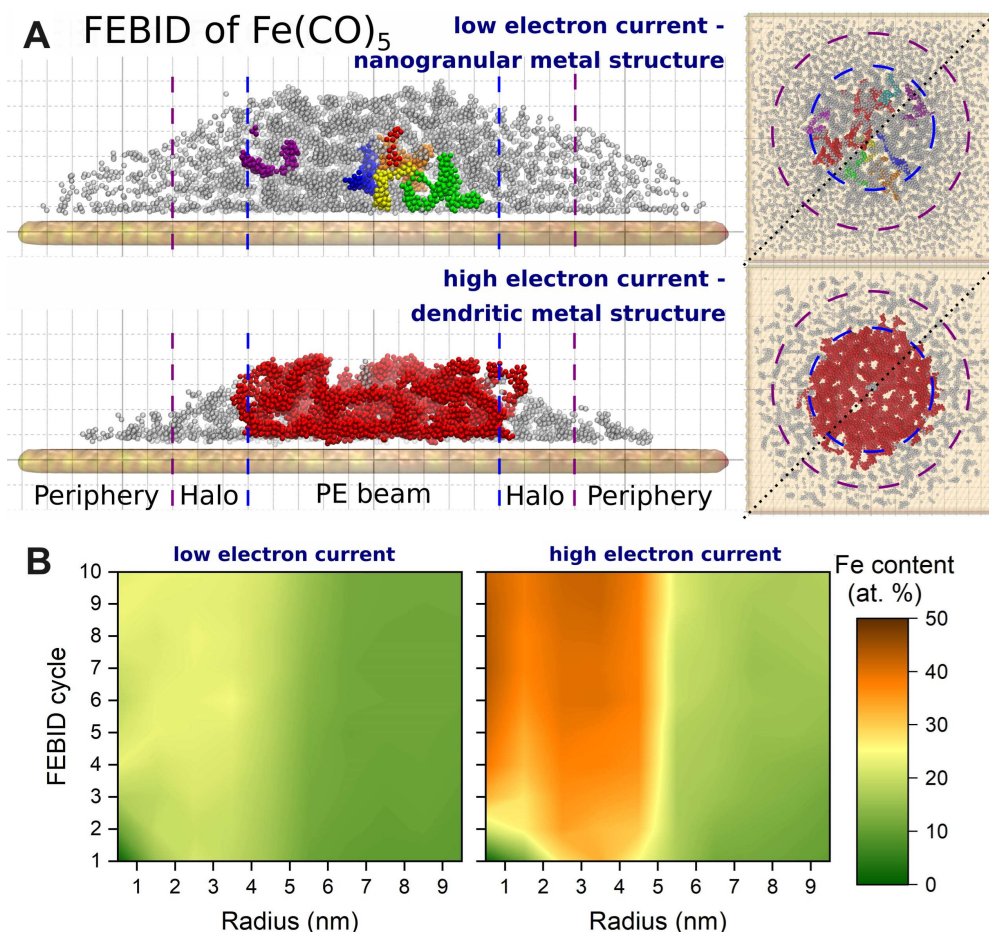 A
FEBID of Fe(CO)5
low electron current -
nanogranular metal structure
high electron current -
dendritic metal structure
Periphery Halo PE beam Halo Periphery
B
low electron current
high electron current
Fe content
(at. %)
FEBID cycle
10
9
8
7
6
5
4
3
2
1
50
40
30
20
10
0
1 2 3 4 5 6 7 8 9
1 2 3 4 5 6 7 8 9
Radius (nm)
Radius (nm)